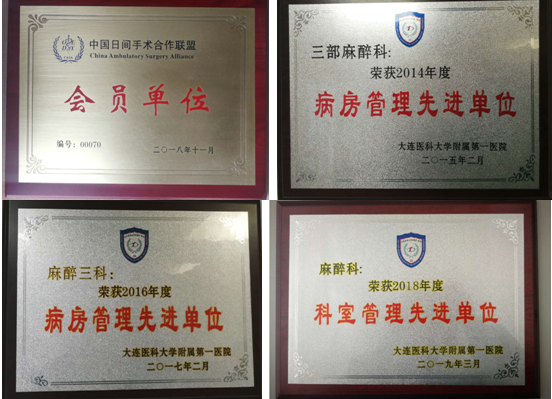 中国日间手术合作联盟
China Ambulatory Surgery Alliance
会员单位
编号：00070
二〇一八年十一月
三部麻醉科：
荣获2014年度
病房管理先进单位
大连医科大学附属第一医院
二〇一五年二月
麻醉三科：
荣获2016年度
病房管理先进单位
大连医科大学附属第一医院
二〇一七年二月
麻醉科：
荣获2018年度
科室管理先进单位
大连医科大学附属第一医院
二〇一九年三月